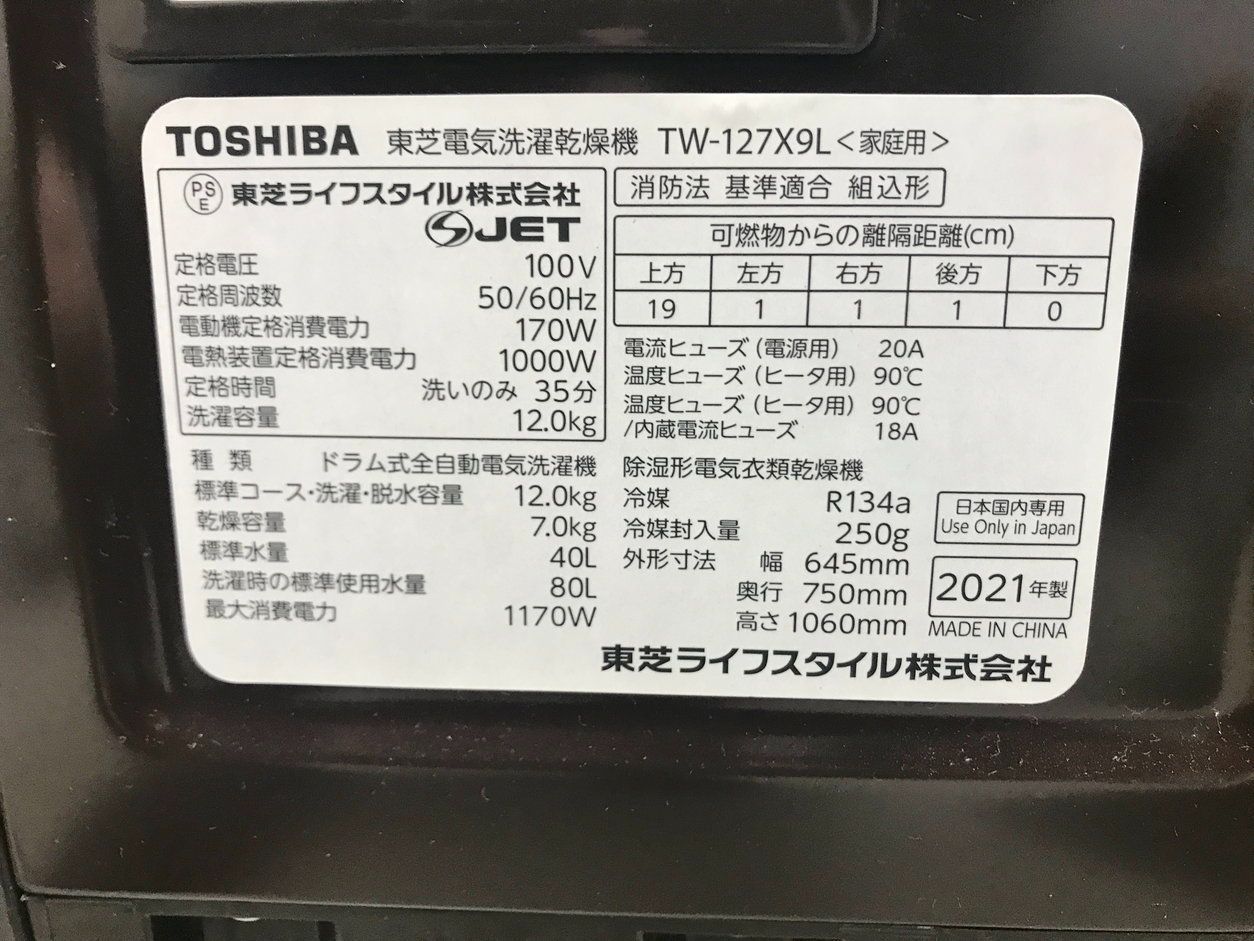 TOSHIBA 東芝電気洗濯乾燥機 TW-127X9L<家庭用>
PSE 東芝ライフスタイル株式会社
JET
定格電圧 100V
定格周波数 50/60Hz
電動機定格消費電力 170W
電熱装置定格消費電力 1000W
定格時間 洗いのみ 35分
洗濯容量 12.0kg
種類 ドラム式全自動電気洗濯機
標準コース・洗濯・脱水容量 12.0kg
乾燥容量 7.0kg
標準水量 40L
洗濯時の標準使用水量 80L
最大消費電力 1170W
消防法 基準適合 組込形
可燃物からの離隔距離(cm)
上方 左方 右方 後方 下方
19 1 1 1 0
電流ヒューズ(電源用) 20A
温度ヒューズ(ヒータ用) 90℃
温度ヒューズ(ヒータ用) 90℃
/内蔵電流ヒューズ 18A
除湿形電気衣類乾燥機
冷媒 R134a
冷媒封入量 250g
外形寸法 幅 645mm
奥行 750mm
高さ 1060mm
日本国内専用
Use Only in Japan
2021年製
MADE IN CHINA
東芝ライフスタイル株式会社